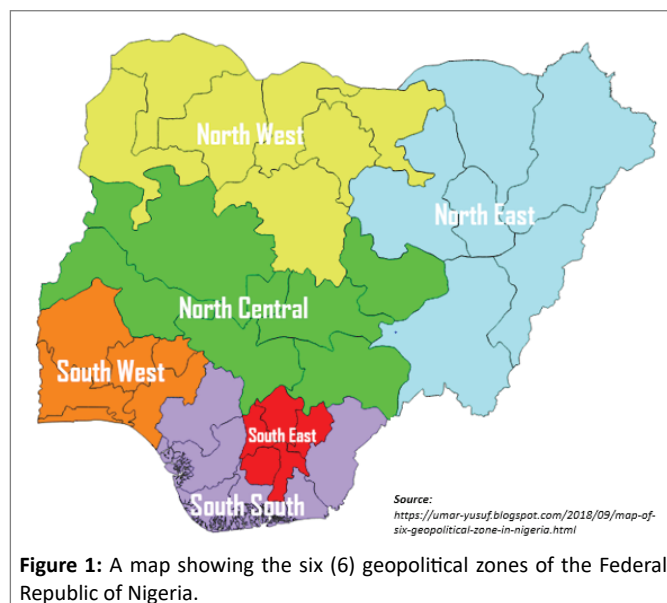 North West
North East
North Central
South West
South East
South South
Source:
https://umar-yusuf.blogspot.com/2018/09/map-of-
six-geopolitical-zone-in-nigeria.html
Figure 1: A map showing the six (6) geopolitical zones of the Federal
Republic of Nigeria.